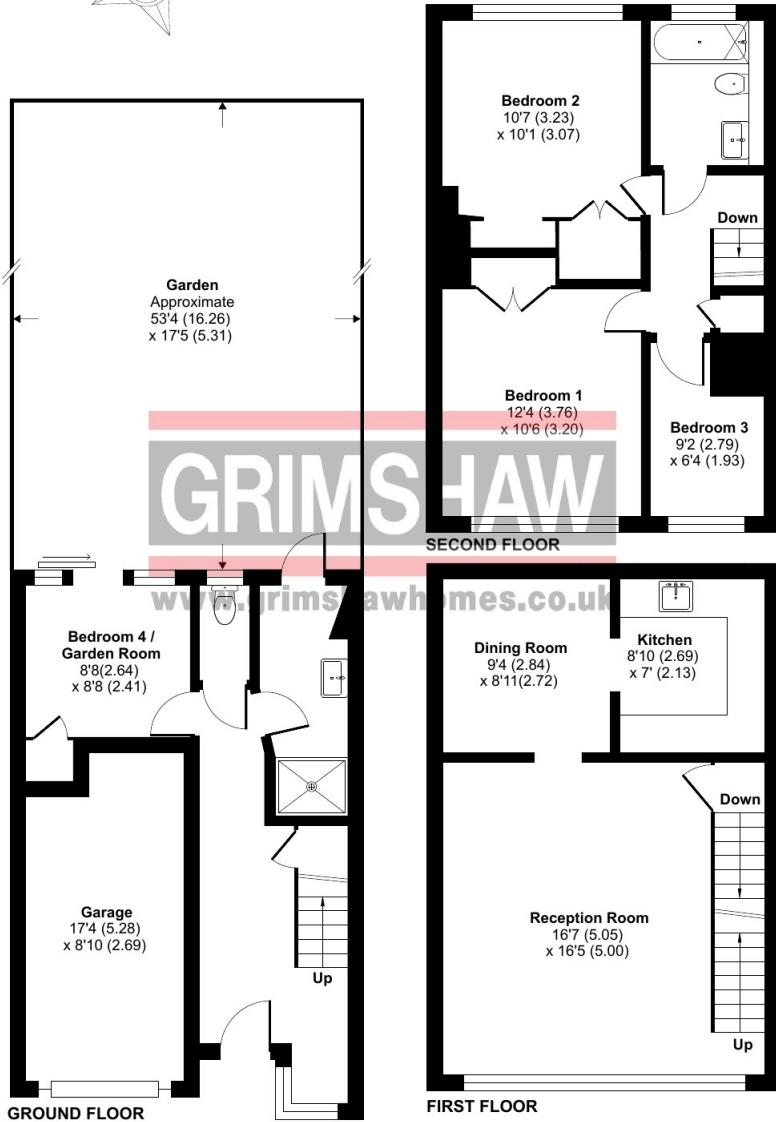 Garden
Approximate
53'4 (16.26)
x 17'5 (5.31)
Bedroom 4 /
Garden Room
8'8(2.64)
x 8'8 (2.41)
Garage
17'4 (5.28)
x 8'10 (2.69)
Up
GROUND FLOOR
Bedroom 2
10'7 (3.23)
x 10'1 (3.07)
Down
Bedroom 1
12'4 (3.76)
x 10'6 (3.20)
Bedroom 3
9'2 (2.79)
x 6'4 (1.93)
SECOND FLOOR
GRIMSHAW
www.grimshawhomes.co.uk
Dining Room
9'4 (2.84)
x 8'11(2.72)
Kitchen
8'10 (2.69)
x 7' (2.13)
Down
Reception Room
16'7 (5.05)
x 16'5 (5.00)
Up
FIRST FLOOR